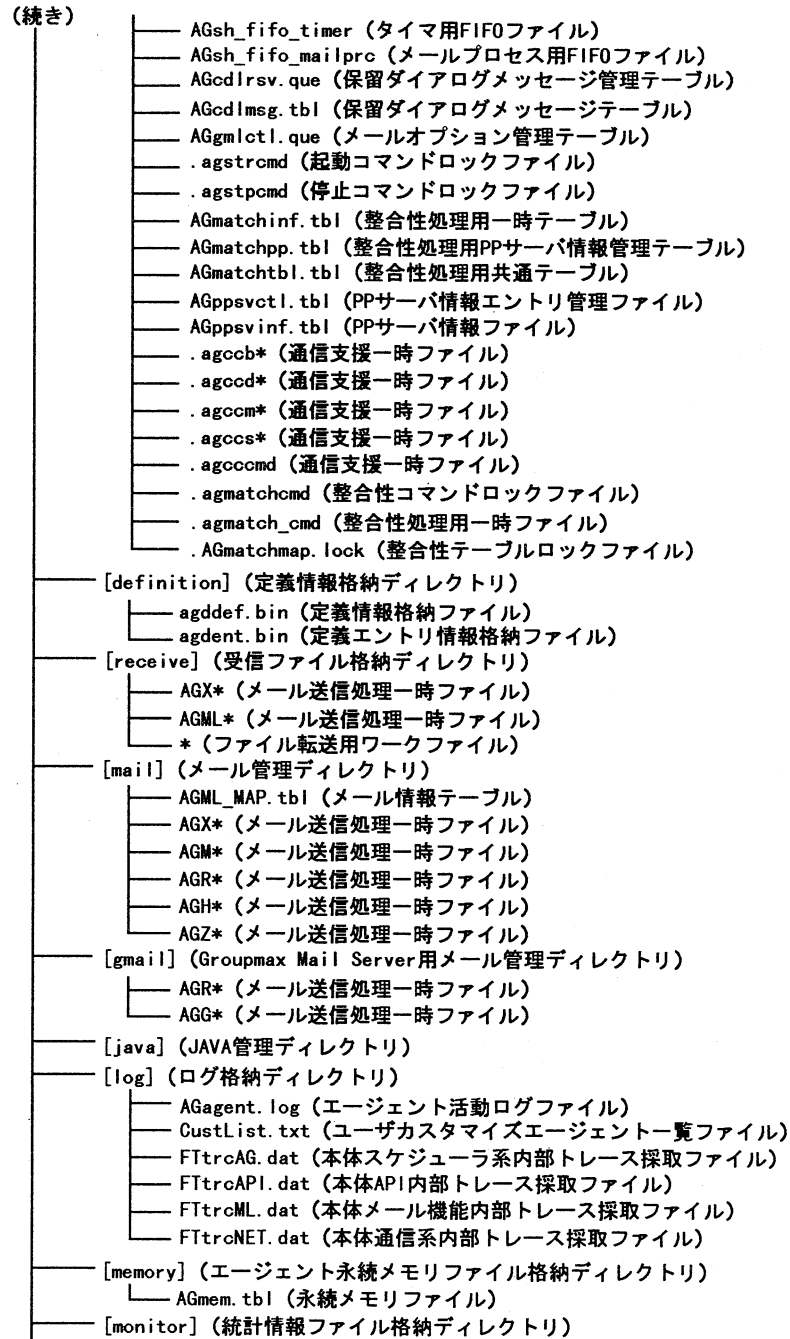 (続き)
AGsh_fifo_timer (タイマ用FIFOファイル)
AGsh_fifo_mailprc (メールプロセス用FIFOファイル)
AGcdlrsv.que (保留ダイアログメッセージ管理テーブル)
AGcdlmsg.tbl (保留ダイアログメッセージテーブル)
AGgmlctl.que (メールオプション管理テーブル)
.agstrcmd (起動コマンドロックファイル)
.agstpcmd (停止コマンドロックファイル)
AGmatchinf.tbl (整合性処理用一時テーブル)
AGmatchpp.tbl (整合性処理用PPサーバ情報管理テーブル)
AGmatchtbl.tbl (整合性処理用共通テーブル)
AGppsvctl.tbl (PPサーバ情報エントリ管理ファイル)
AGppsvinf.tbl (PPサーバ情報ファイル)
.agccb* (通信支援一時ファイル)
.agccd* (通信支援一時ファイル)
.agccm* (通信支援一時ファイル)
.agccs* (通信支援一時ファイル)
.agcccmd (通信支援一時ファイル)
.agmatchcmd (整合性コマンドロックファイル)
.agmatch_cmd (整合性処理用一時ファイル)
.AGmatchmap.lock (整合性テーブルロックファイル)
[definition] (定義情報格納ディレクトリ)
agddef.bin (定義情報格納ファイル)
agdent.bin (定義エントリ情報格納ファイル)
[receive] (受信ファイル格納ディレクトリ)
AGX* (メール送信処理一時ファイル)
AGML* (メール送信処理一時ファイル)
* (ファイル転送用ワークファイル)
[mail] (メール管理ディレクトリ)
AGML_MAP.tbl (メール情報テーブル)
AGX* (メール送信処理一時ファイル)
AGM* (メール送信処理一時ファイル)
AGR* (メール送信処理一時ファイル)
AGH* (メール送信処理一時ファイル)
AGZ* (メール送信処理一時ファイル)
[gmail] (Groupmax Mail Server用メール管理ディレクトリ)
AGR* (メール送信処理一時ファイル)
AGG* (メール送信処理一時ファイル)
[java] (JAVA管理ディレクトリ)
[log] (ログ格納ディレクトリ)
AGagent.log (エージェント活動ログファイル)
CustList.txt (ユーザカスタマイズエージェント一覧ファイル)
FTtrcAG.dat (本体スケジューラ系内部トレース採取ファイル)
FTtrcAPI.dat (本体API内部トレース採取ファイル)
FTtrcML.dat (本体メール機能内部トレース採取ファイル)
FTtrcNET.dat (本体通信系内部トレース採取ファイル)
[memory] (エージェント永続メモリファイル格納ディレクトリ)
AGmem.tbl (永続メモリファイル)
[monitor] (統計情報ファイル格納ディレクトリ)